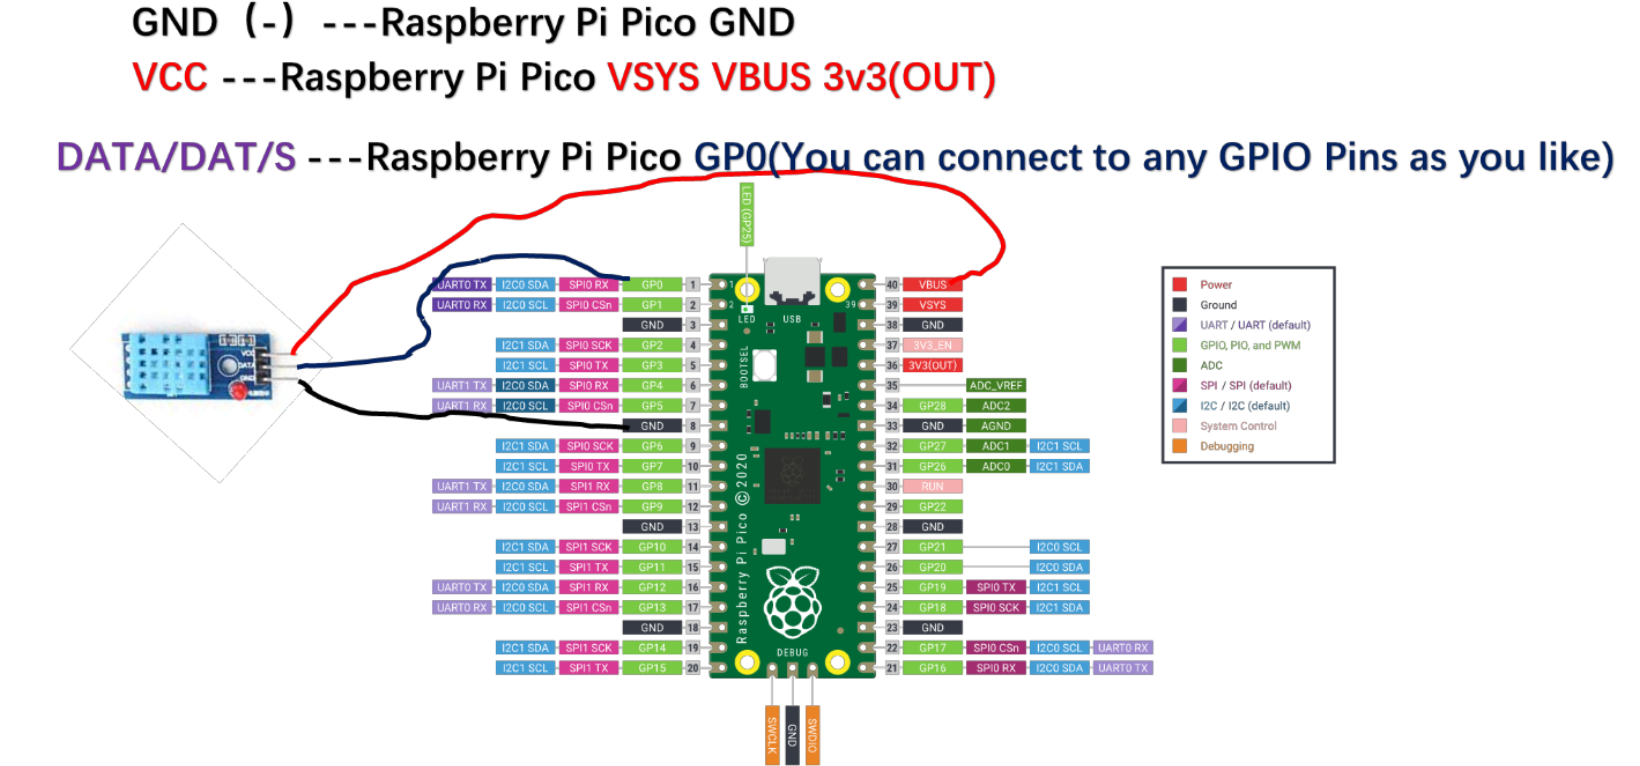 GND（-）---Raspberry Pi Pico GND
VCC ---Raspberry Pi Pico VSYS VBUS 3v3(OUT)
DATA/DAT/S ---Raspberry Pi Pico GP0(You can connect to any GPIO Pins as you like)
LED (GP25)
UART0 TX I2C0 SDA SPI0 RX GP0 1
UART0 RX I2C0 SCL SPI0 CSn GP1 2
GND 3
I2C1 SDA SPI0 SCK GP2 4
I2C1 SCL SPI0 TX GP3 5
UART1 TX I2C0 SDA SPI0 RX GP4 6
UART1 RX I2C0 SCL SPI0 CSn GP5 7
GND 8
I2C1 SDA SPI0 SCK GP6 9
I2C1 SCL SPI0 TX GP7 10
UART1 TX I2C0 SDA SPI1 RX GP8 11
UART1 RX I2C0 SCL SPI1 CSn GP9 12
GND 13
I2C1 SDA SPI1 SCK GP10 14
I2C1 SCL SPI1 TX GP11 15
UART0 TX I2C0 SDA SPI1 RX GP12 16
UART0 RX I2C0 SCL SPI1 CSn GP13 17
GND 18
I2C1 SDA SPI1 SCK GP14 19
I2C1 SCL SPI1 TX GP15 20
VCC
DATA
GND
1
2
39
LED
USB
BOOTSEL
Raspberry Pi Pico © 2020
DEBUG
SWCLK
GND
SWDIO
40 VBUS
39 VSYS
38 GND
37 3V3_EN
36 3V3(OUT)
35 ADC_VREF
34 GP28 ADC2
33 GND AGND
32 GP27 ADC1 I2C1 SCL
31 GP26 ADC0 I2C1 SDA
30 RUN
29 GP22
28 GND
27 GP21 I2C0 SCL
26 GP20 I2C0 SDA
25 GP19 SPI0 TX I2C1 SCL
24 GP18 SPI0 SCK I2C1 SDA
23 GND
22 GP17 SPI0 CSn I2C0 SCL UART0 RX
21 GP16 SPI0 RX I2C0 SDA UART0 TX
Power
Ground
UART / UART (default)
GPIO, PIO, and PWM
ADC
SPI / SPI (default)
I2C / I2C (default)
System Control
Debugging